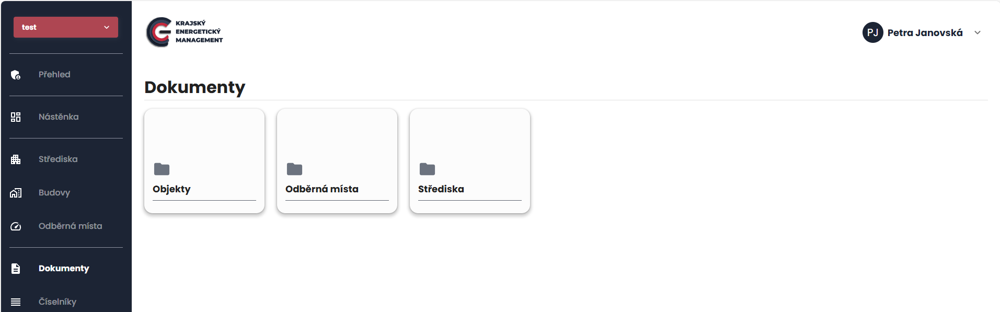 test
Přehled
Nástěnka
Střediska
Budovy
Odběrná místa
Dokumenty
Číselníky
KRAJSKÝ
ENERGETICKÝ
MANAGEMENT
PJ Petra Janovská
Dokumenty
Objekty
Odběrná místa
Střediska